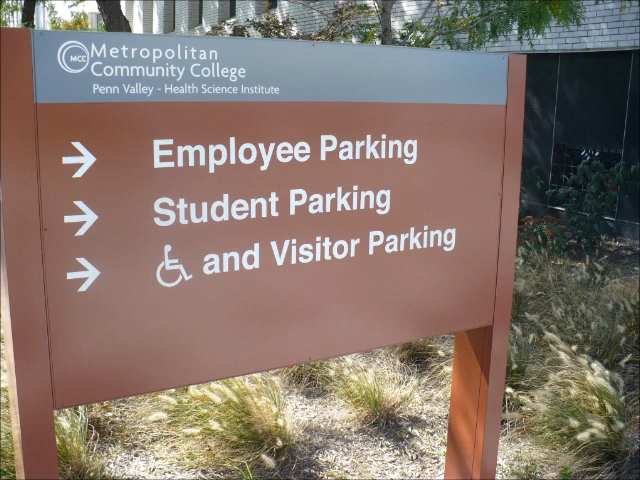 MCC
Metropolitan
Community College
Penn Valley - Health Science Institute
Employee Parking
Student Parking
and Visitor Parking